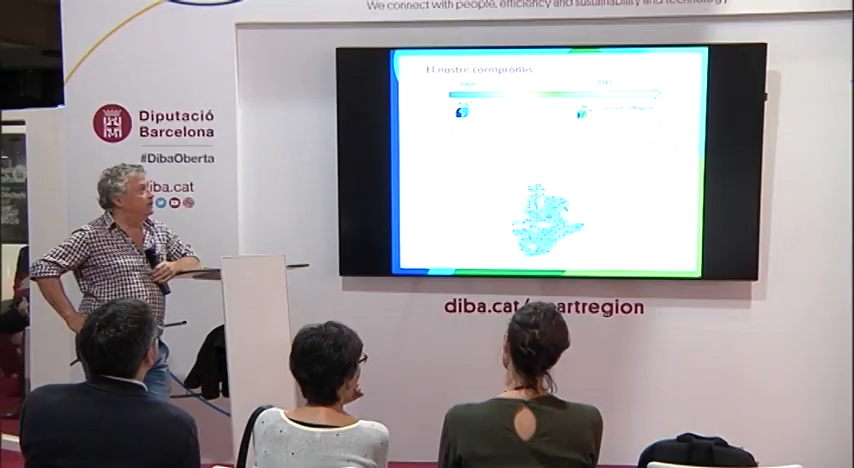 We connect with people, efficiency and sustainability and technology
El nostre compromís
Diputació
Barcelona
#DibaOberta
diba.cat
diba.cat/smartregion